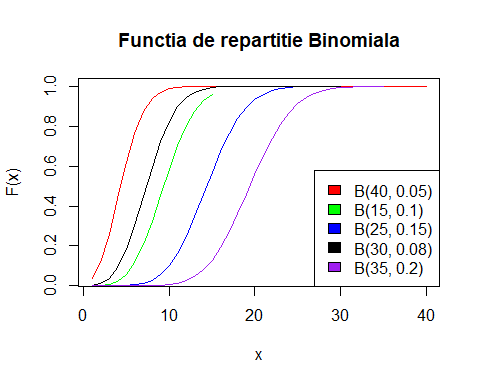 Functia de repartitie Binomiala
F(x)
1.0
0.8
0.6
0.4
0.2
0.0
B(40, 0.05)
B(15, 0.1)
B(25, 0.15)
B(30, 0.08)
B(35, 0.2)
0 10 20 30 40
x